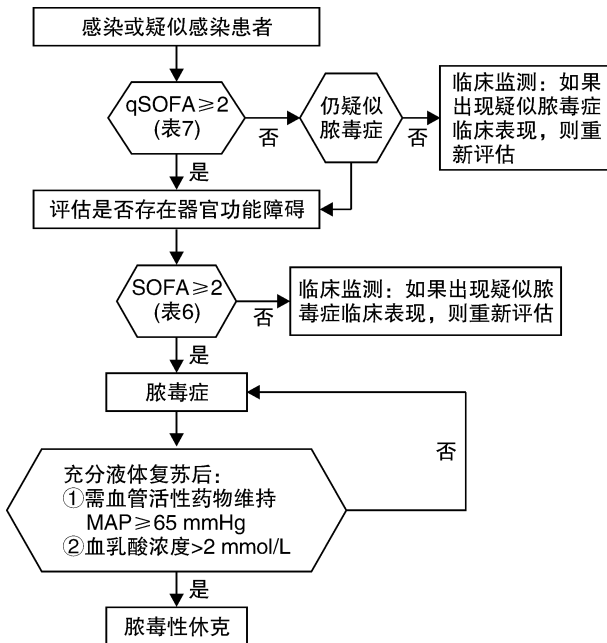 感染或疑似感染患者
qSOFA≥2
(表7)
否
仍疑似
脓毒症
否
临床监测：如果
出现疑似脓毒症
临床表现，则重
新评估
是
评估是否存在器官功能障碍
SOFA≥2
(表6)
否
临床监测：如果出现疑似脓
毒症临床表现，则重新评估
是
脓毒症
否
充分液体复苏后：
①需血管活性药物维持
MAP≥65 mmHg
②血乳酸浓度>2 mmol/L
是
脓毒性休克